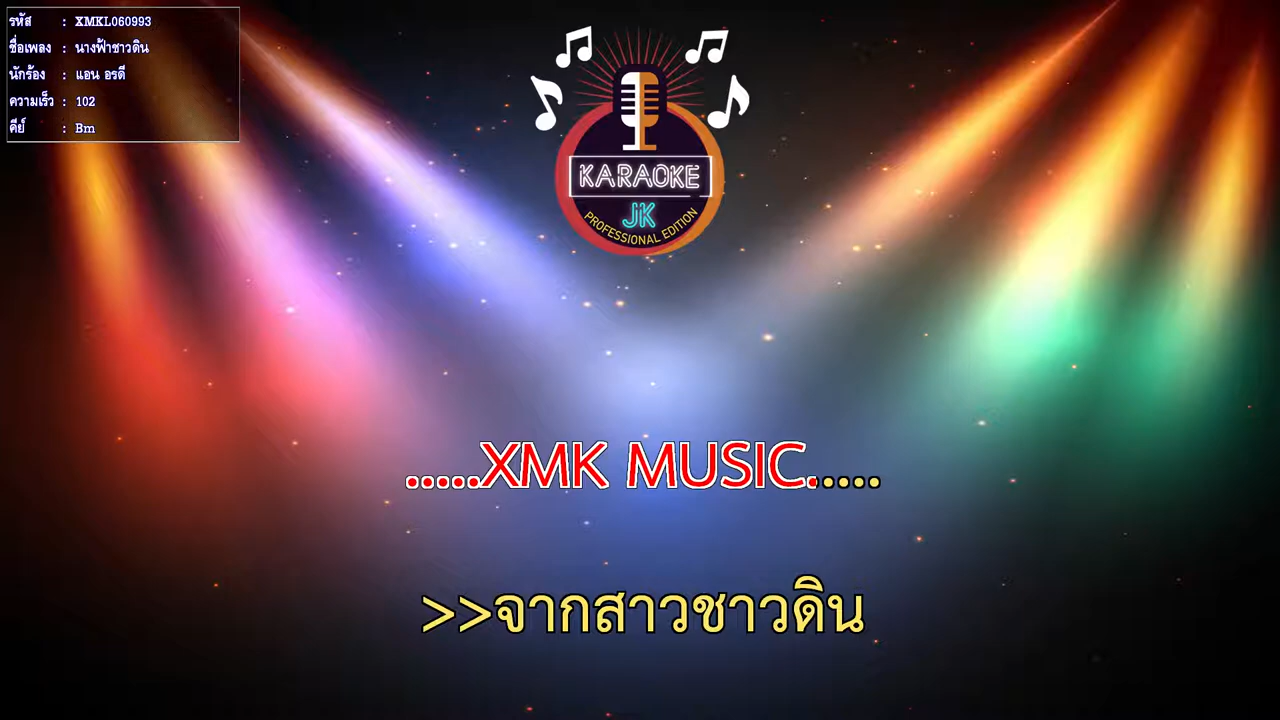 รหัส : XMKL060993
ชื่อเพลง : นางฟ้าชาวดิน
นักร้อง : แอน อรดี
ความเร็ว : 102
คีย์ : Bm
KARAOKE
JK
PROFESSIONAL EDITION
.....XMK MUSIC.....
>>จากสาวชาวดิน